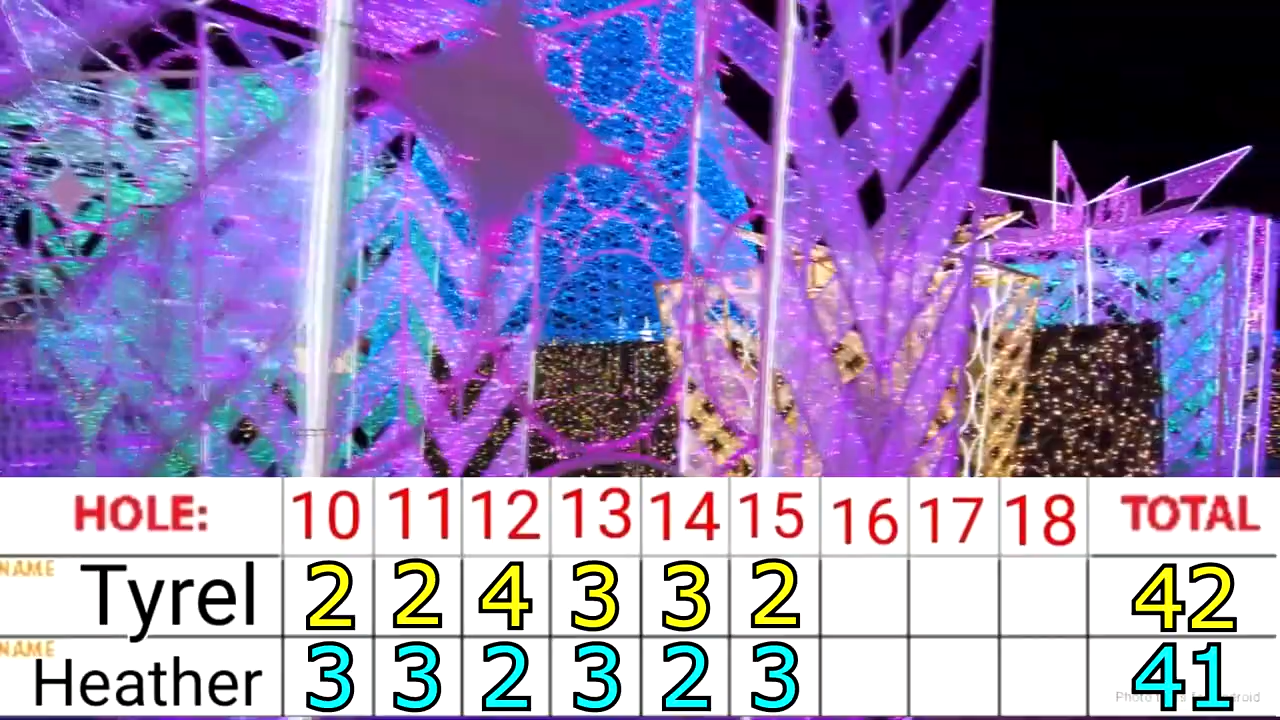 HOLE: 10 11 12 13 14 15 16 17 18 TOTAL
NAME Tyrel 2 2 4 3 3 2 42
NAME Heather 3 3 2 3 2 3 41